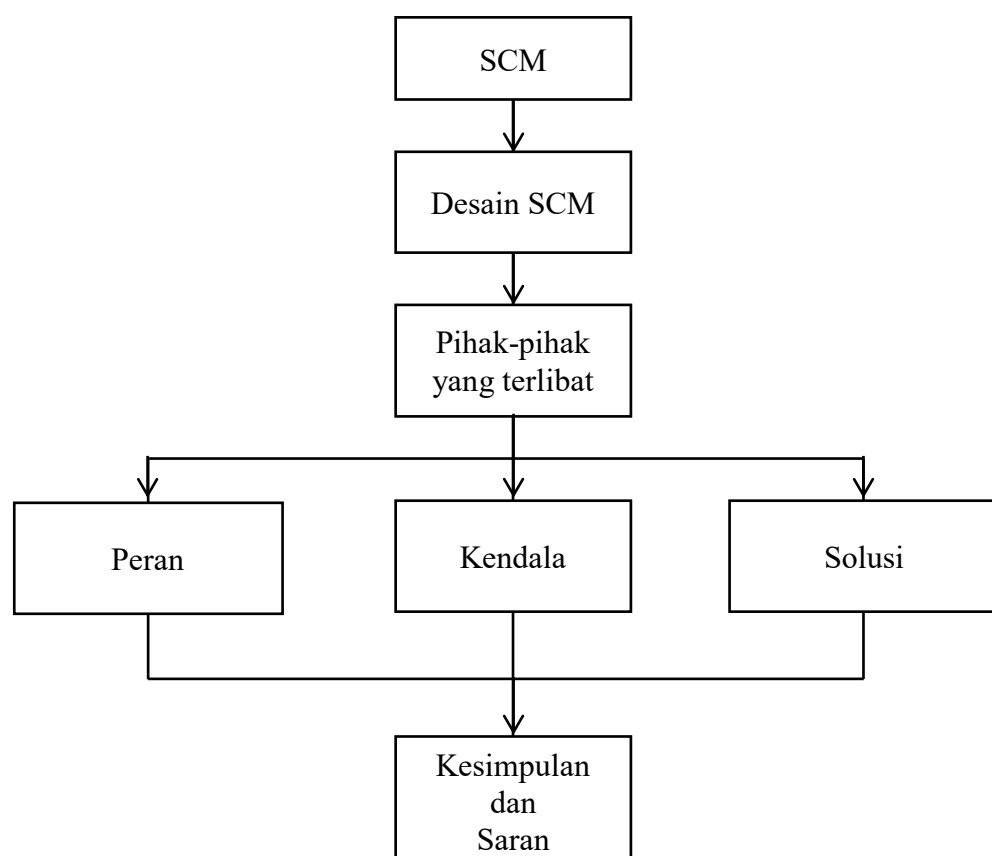 SCM
Desain SCM
Pihak-pihak
yang terlibat
Peran
Kendala
Solusi
Kesimpulan
dan
Saran